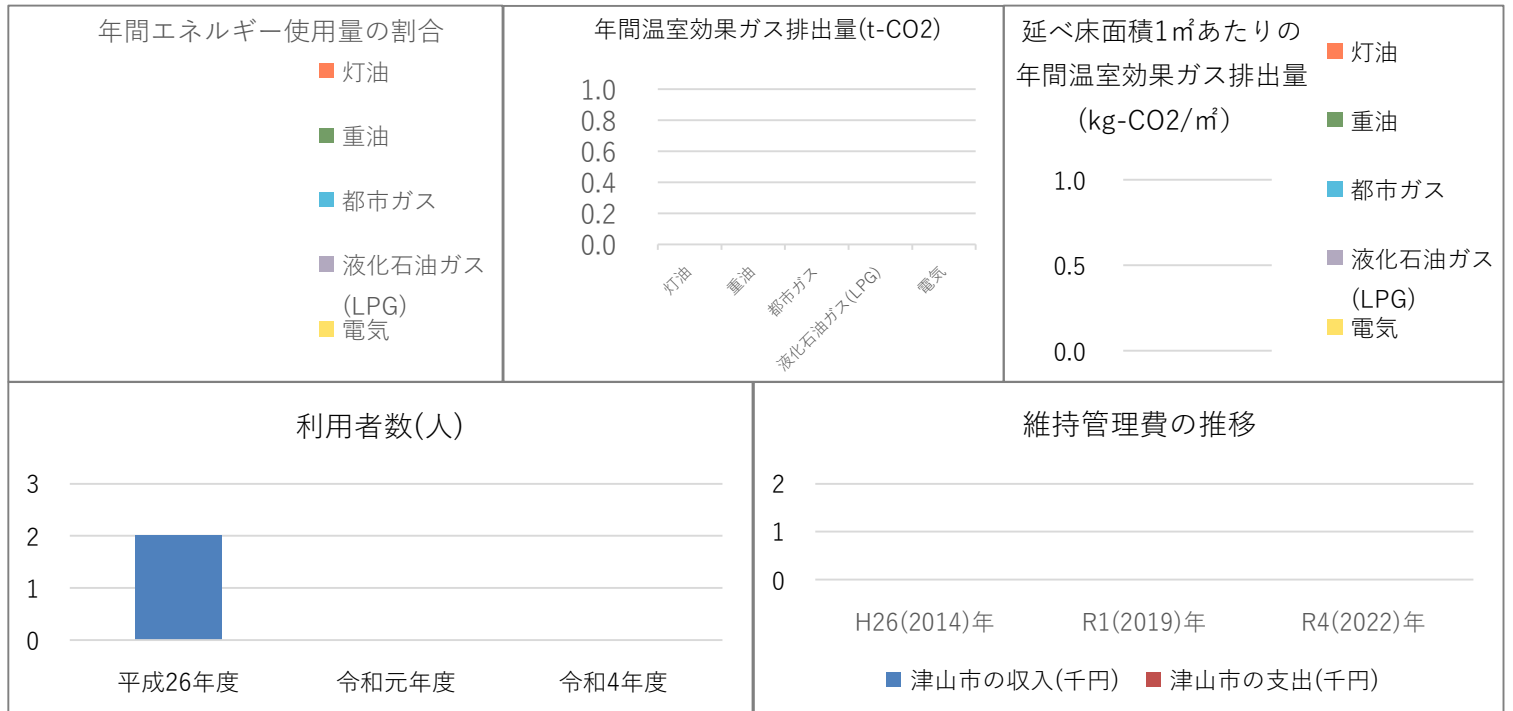 年間エネルギー使用量の割合
灯油
重油
都市ガス
液化石油ガス
(LPG)
電気
年間温室効果ガス排出量(t-CO2)
1.0
0.8
0.6
0.4
0.2
0.0
灯油
重油
都市ガス
液化石油ガス(LPG)
電気
延べ床面積1㎡あたりの
年間温室効果ガス排出量
(kg-CO2/㎡)
1.0
0.5
0.0
灯油
重油
都市ガス
液化石油ガス
(LPG)
電気
利用者数(人)
3
2
1
0
平成26年度 令和元年度 令和4年度
維持管理費の推移
2
1
0
H26(2014)年 R1(2019)年 R4(2022)年
津山市の収入(千円) 津山市の支出(千円)